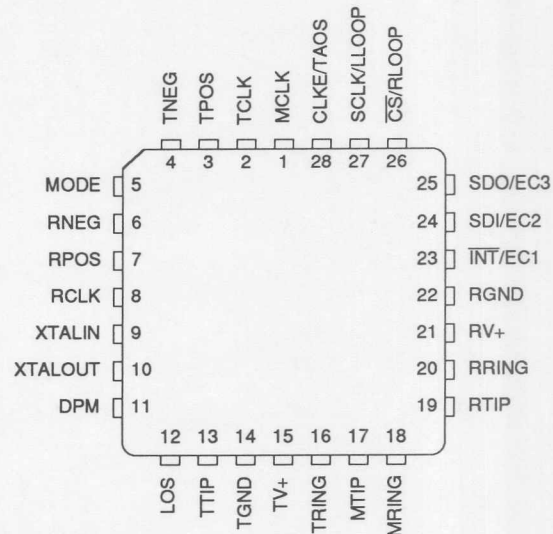 TNEG TPOS TCLK MCLK CLKE/TAOS SCLK/LLOOP C̅S̅/RLOOP
4 3 2 1 28 27 26
MODE 5 25 SDO/EC3
RNEG 6 24 SDI/EC2
RPOS 7 23 I̅N̅T̅/EC1
RCLK 8 22 RGND
XTALIN 9 21 RV+
XTALOUT 10 20 RRING
DPM 11 19 RTIP
12 13 14 15 16 17 18
LOS TTIP TGND TV+ TRING MTIP MRING